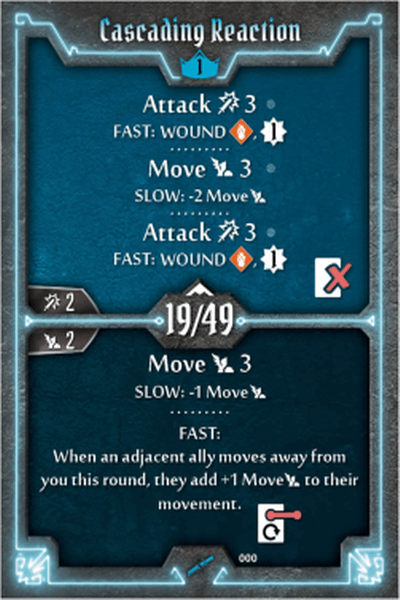 Cascading Reaction
1
Attack 3
FAST: WOUND , 1
Move 3
SLOW: -2 Move
Attack 3
FAST: WOUND , 1
2
19/49
2
Move 3
SLOW: -1 Move
FAST:
When an adjacent ally moves away from
you this round, they add +1 Move to their
movement.
000